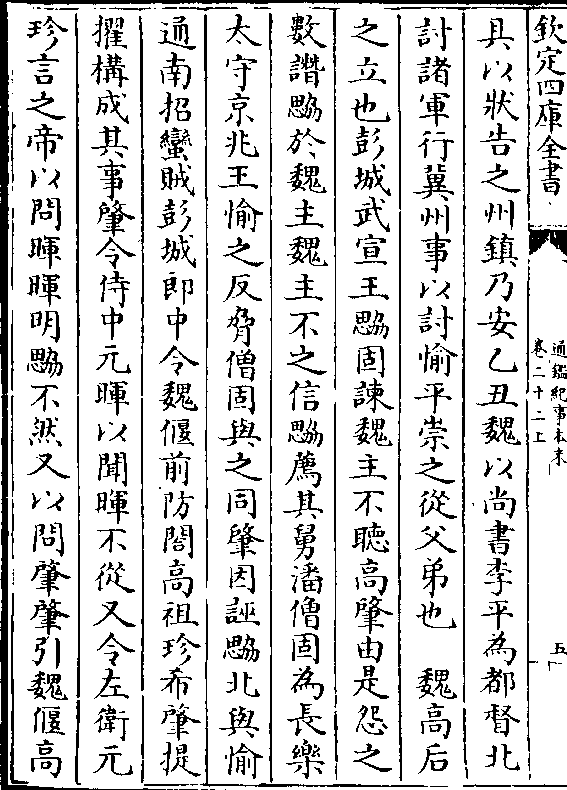 欽定四庫全書
通鑑紀事本末
卷二十二上
五
具以狀告之州鎮乃安乙丑魏以尚書李平為都督北
討諸軍行冀州事以討愉平崇之從父弟也　魏高后
之立也彭城武宣王勰固諫魏主不聽高肇由是怨之
數譖勰於魏主魏主不之信勰薦其舅潘僧固為長樂
太守京兆王愉之反脅僧固與之同肇因誣勰北與愉
通南招蠻賊彭城郎中令魏偃前防閤高祖珍希肇提
擢構成其事肇令侍中元暉以聞暉不從又令左衛元
珍言之帝以問暉暉明勰不然又以問肇肇引魏偃高